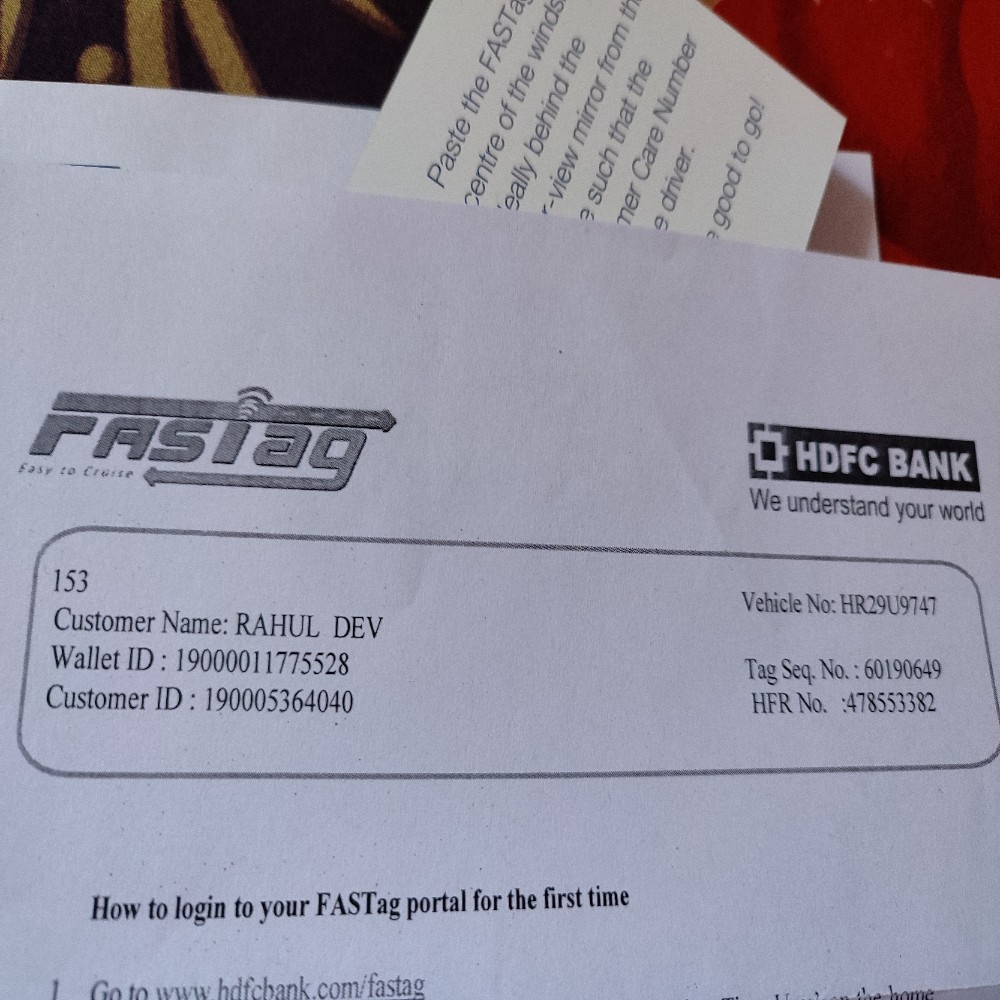 Paste the FASTag
centre of the winds
eally behind the
r-view mirror from th
e such that the
mer Care Number
e driver.
good to go!
FASTag
Easy to Cruise
HDFC BANK
We understand your world
153
Customer Name: RAHUL DEV
Wallet ID : 19000011775528
Customer ID : 190005364040
Vehicle No: HR29U9747
Tag Seq. No. : 60190649
HFR No. :478553382
How to login to your FASTag portal for the first time
1. Go to www.hdfcbank.com/fastag
the home